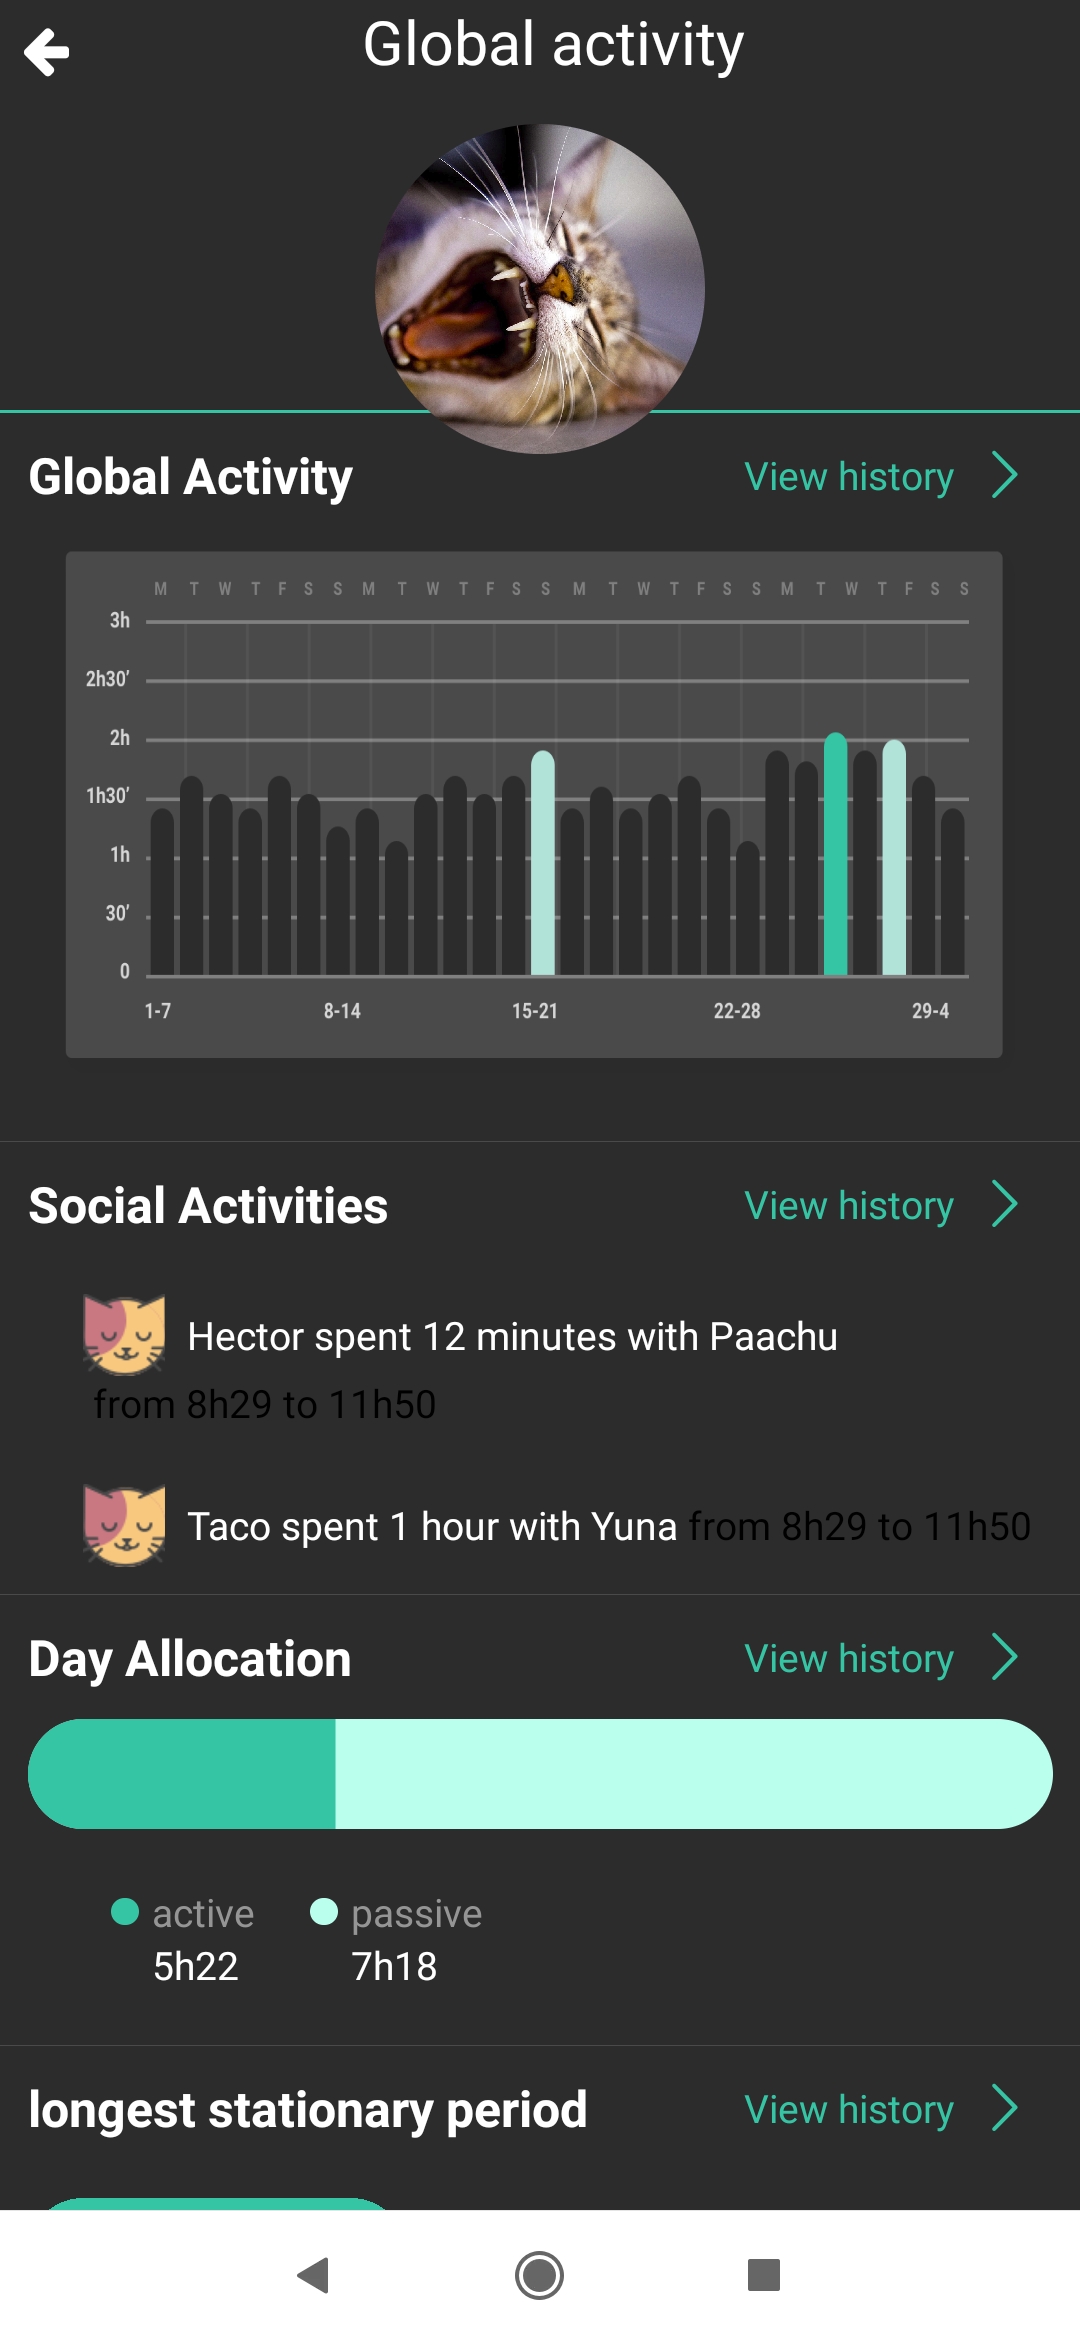 Global activity
Global Activity View history
M T W T F S S M T W T F S S M T W T F S S M T W T F S S
3h
2h30'
2h
1h30'
1h
30'
0
1-7 8-14 15-21 22-28 29-4
Social Activities View history
Hector spent 12 minutes with Paachu
from 8h29 to 11h50
Taco spent 1 hour with Yuna from 8h29 to 11h50
Day Allocation View history
active passive
5h22 7h18
longest stationary period View history